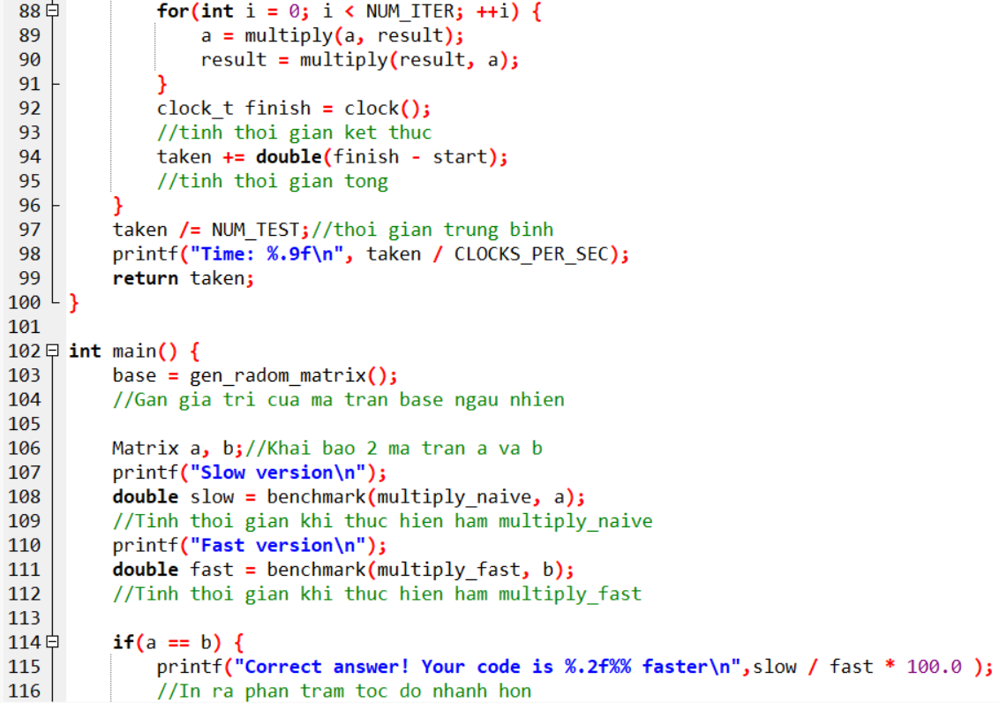 88 for(int i = 0; i < NUM_ITER; ++i) {
89 a = multiply(a, result);
90 result = multiply(result, a);
91 }
92 clock_t finish = clock();
93 //tinh thoi gian ket thuc
94 taken += double(finish - start);
95 //tinh thoi gian tong
96 }
97 taken /= NUM_TEST;//thoi gian trung binh
98 printf("Time: %.9f\n", taken / CLOCKS_PER_SEC);
99 return taken;
100 }
101
102 int main() {
103 base = gen_radom_matrix();
104 //Gan gia tri cua ma tran base ngau nhien
105
106 Matrix a, b;//Khai bao 2 ma tran a va b
107 printf("Slow version\n");
108 double slow = benchmark(multiply_naive, a);
109 //Tinh thoi gian khi thuc hien ham multiply_naive
110 printf("Fast version\n");
111 double fast = benchmark(multiply_fast, b);
112 //Tinh thoi gian khi thuc hien ham multiply_fast
113
114 if(a == b) {
115 printf("Correct answer! Your code is %.2f%% faster\n",slow / fast * 100.0 );
116 //In ra phan tram toc do nhanh hon